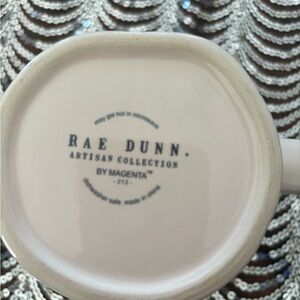 may get hot in microwave
RAE DUNN.
ARTISAN COLLECTION
BY MAGENTA™
- 213 -
dishwasher safe made in china